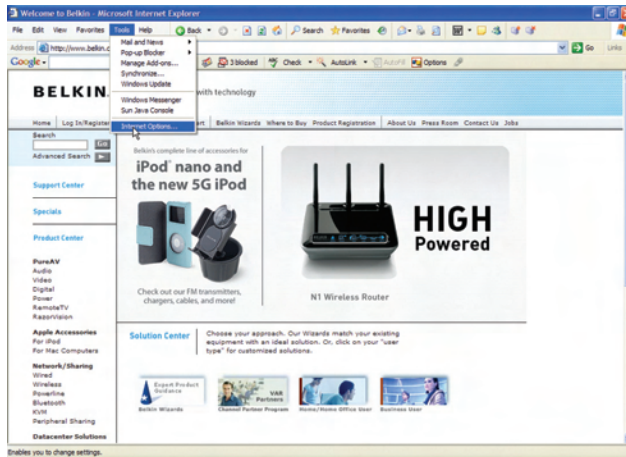 Welcome to Belkin - Microsoft Internet Explorer
File Edit View Favorites Tools Help Back Search Favorites
Address http://www.belkin.c Go Links
Google 3 blocked Check AutoLink AutoFill Options
Mail and News
Pop-up Blocker
Manage Add-ons...
Synchronize...
Windows Update
Windows Messenger
Sun Java Console
Internet Options...
BELKIN. with technology
Home Log In/Register rt Belkin Wizards Where to Buy Product Registration About Us Press Room Contact Us Jobs
Search
Go
Advanced Search
Support Center
Specials
Product Center
PureAV
Audio
Video
Digital
Power
RemoteTV
RazorVision
Apple Accessories
For iPod
For Mac Computers
Network/Sharing
Wired
Wireless
Powerline
Bluetooth
KVM
Peripheral Sharing
Datacenter Solutions
Belkin's complete line of accessories for
iPod® nano and
the new 5G iPod
Check out our FM transmitters,
chargers, cables, and more!
HIGH
Powered
N1 Wireless Router
Solution Center
Choose your approach. Our Wizards match your existing
equipment with an ideal solution. Or, click on your "user
type" for customized solutions.
Expert Product
Guidance
VAR
Partners
Belkin Wizards Channel Partner Program Home/Home Office User Business User
Enables you to change settings.